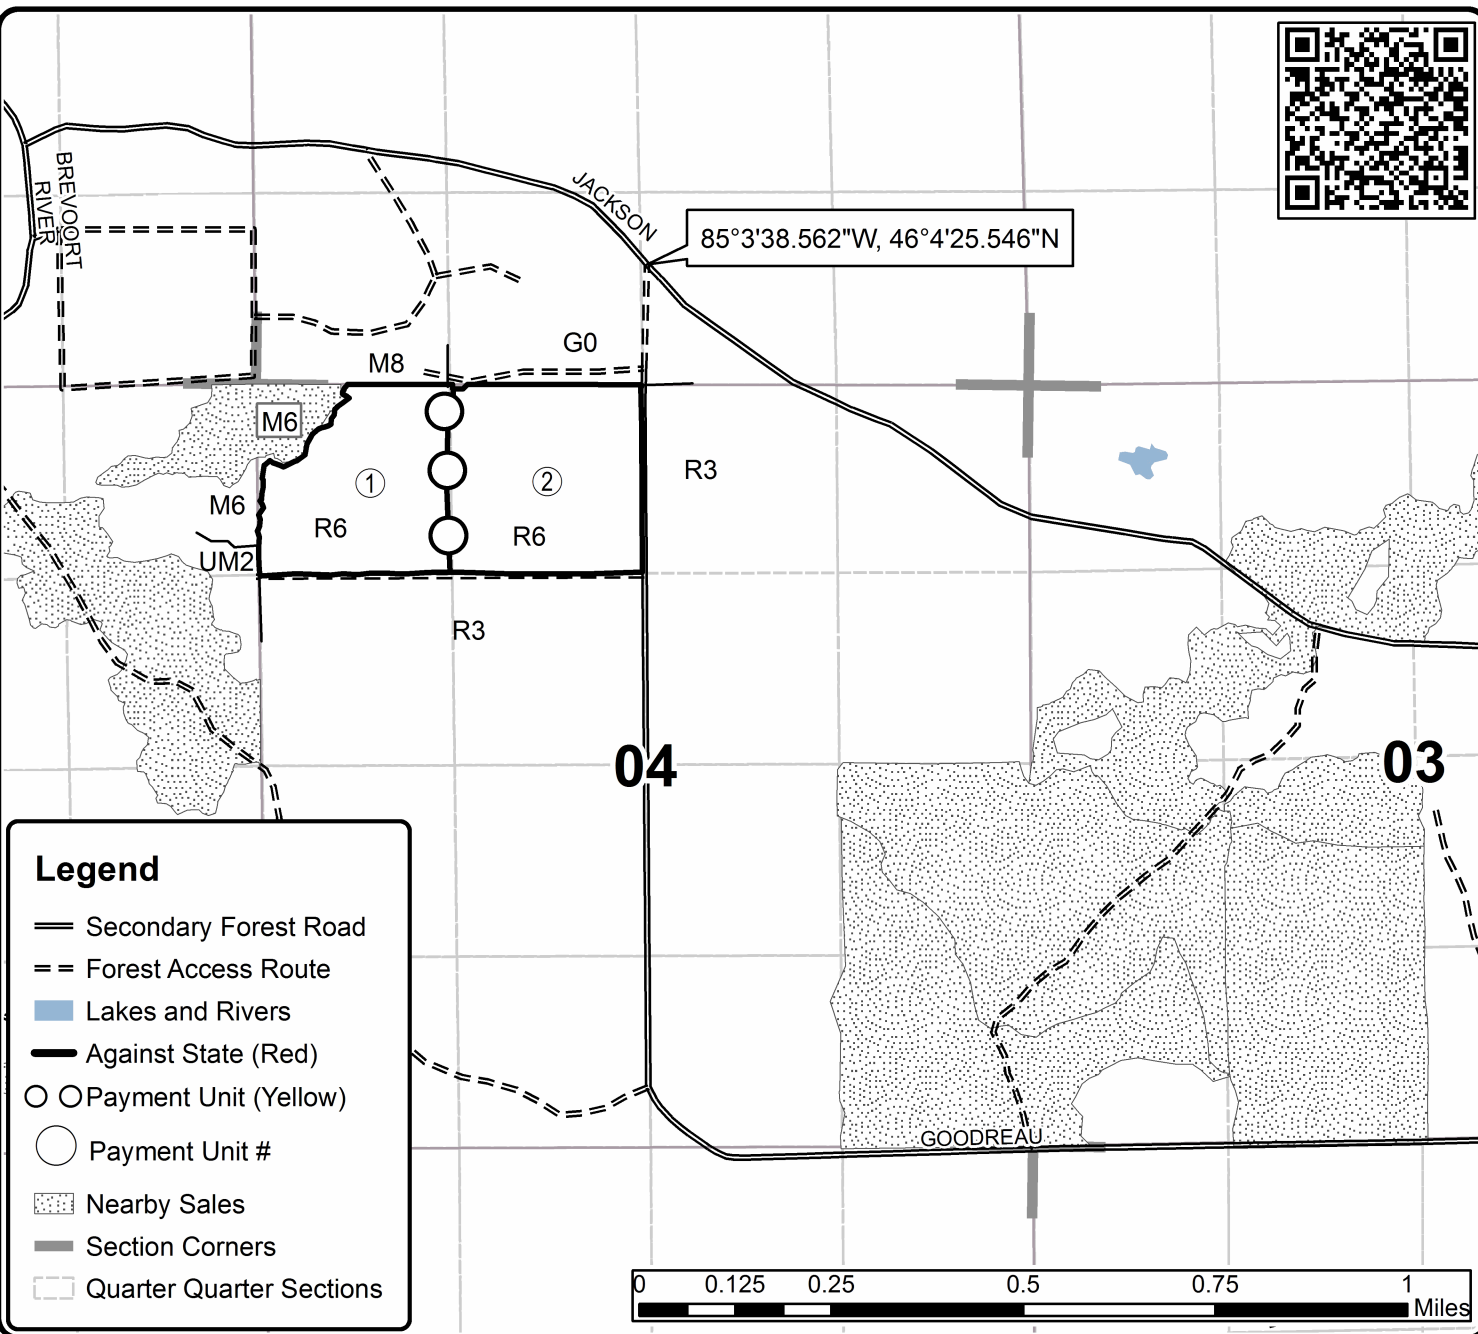 BREVOORT
RIVER
JACKSON
85°3'38.562"W, 46°4'25.546"N
G0
M8
M6
1
2
R3
M6
R6
R6
UM2
R3
04
03
GOODREAU
Legend
Secondary Forest Road
Forest Access Route
Lakes and Rivers
Against State (Red)
Payment Unit (Yellow)
Payment Unit #
Nearby Sales
Section Corners
Quarter Quarter Sections
0 0.125 0.25 0.5 0.75 1
Miles